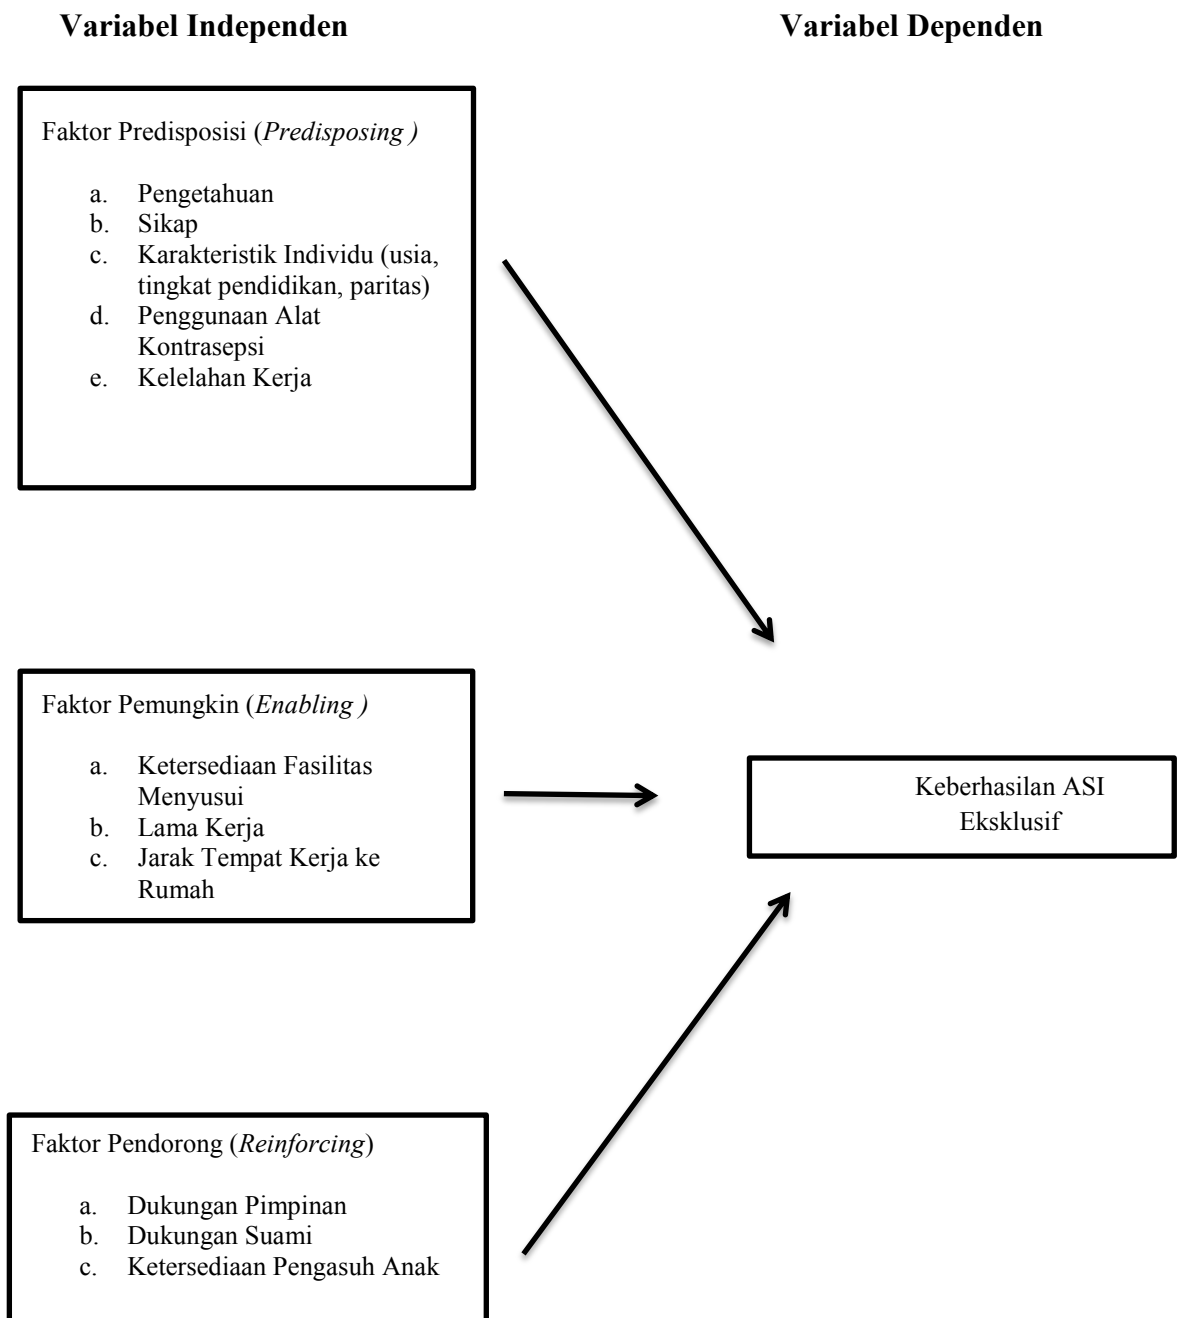 Variabel Independen
Variabel Dependen
Faktor Predisposisi (Predisposing )
a. Pengetahuan
b. Sikap
c. Karakteristik Individu (usia,
tingkat pendidikan, paritas)
d. Penggunaan Alat
Kontrasepsi
e. Kelelahan Kerja
Faktor Pemungkin (Enabling )
a. Ketersediaan Fasilitas
Menyusui
b. Lama Kerja
c. Jarak Tempat Kerja ke
Rumah
Keberhasilan ASI
Eksklusif
Faktor Pendorong (Reinforcing)
a. Dukungan Pimpinan
b. Dukungan Suami
c. Ketersediaan Pengasuh Anak